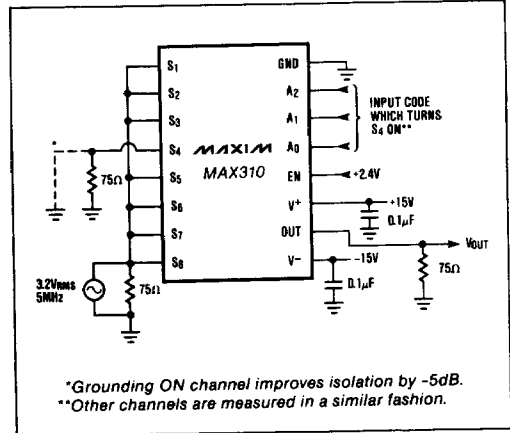 S1
S2
S3
S4
S5
S6
S7
S8
GND
A2
A1
A0
EN
V+
OUT
V−
MAXIM
MAX310
INPUT CODE
WHICH TURNS
S4 ON**
+2.4V
+15V
0.1μF
VOUT
−15V
0.1μF
75Ω
*
75Ω
3.2VRMS
5MHz
75Ω
*Grounding ON channel improves isolation by -5dB.
**Other channels are measured in a similar fashion.